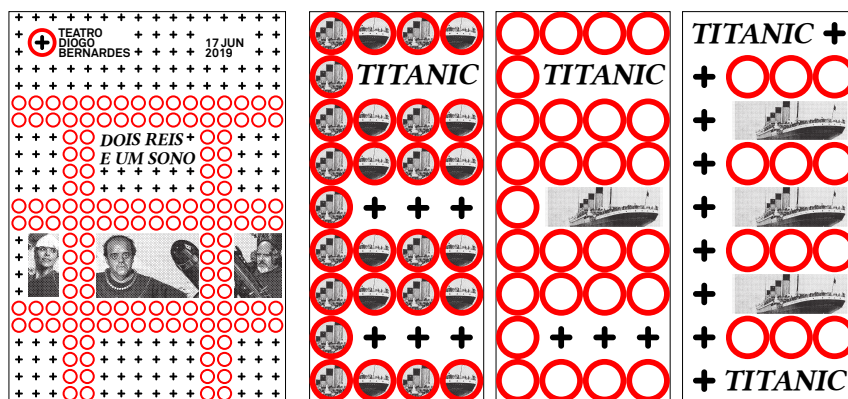 TEATRO
DIOGO
BERNARDES
17 JUN
2019
DOIS REIS
E UM SONO
TITANIC
TITANIC
TITANIC
TITANIC